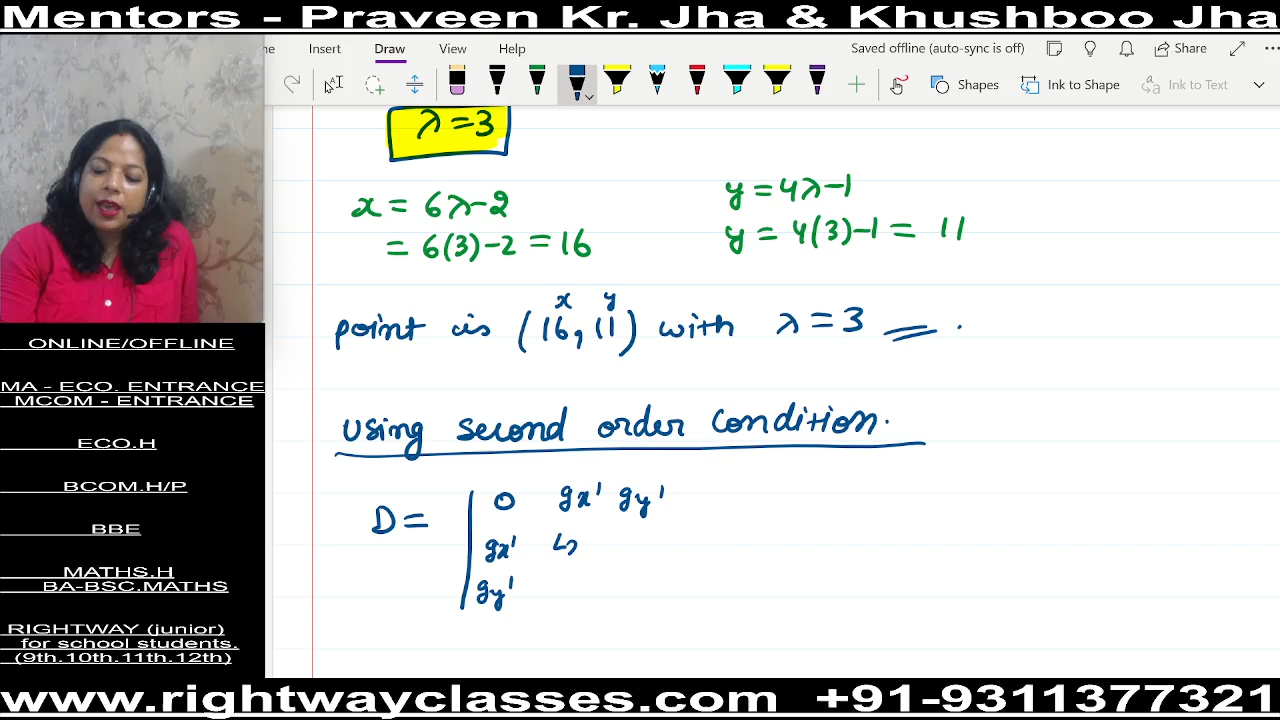 Mentors - Praveen Kr. Jha & Khushboo Jha
Insert Draw View Help Saved offline (auto-sync is off) Share
Shapes Ink to Shape Ink to Text
λ = 3
x = 6λ-2
y = 4λ-1
= 6(3)-2 = 16
y = 4(3)-1 = 11
x y
point is (16, 11) with λ = 3
using second order condition.
D = | 0 gx' gy'
gx'
gy'
ONLINE/OFFLINE
MA - ECO. ENTRANCE
MCOM - ENTRANCE
ECO.H
BCOM.H/P
BBE
MATHS.H
BA-BSC.MATHS
RIGHTWAY (junior)
for school students.
(9th.10th.11th.12th)
www.rightwayclasses.com +91-9311377321